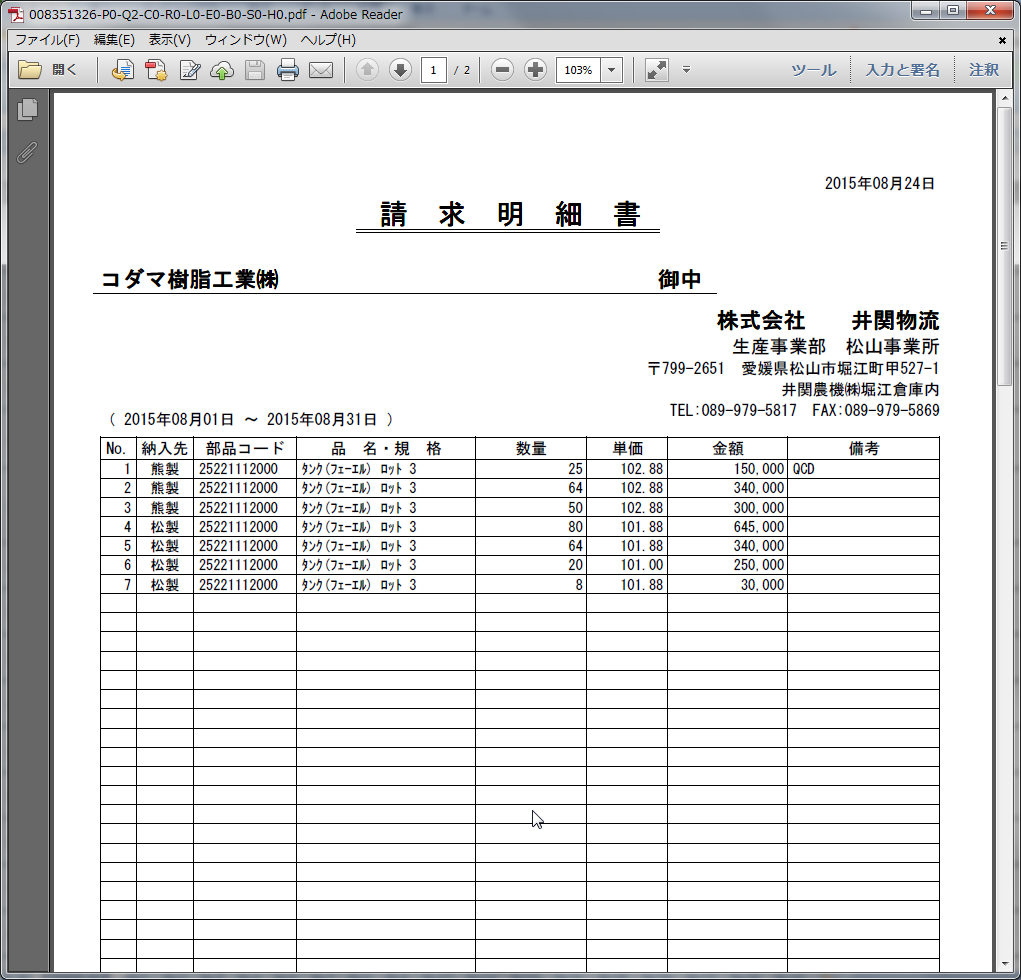 008351326-P0-Q2-C0-R0-L0-E0-B0-S0-H0.pdf - Adobe Reader
ファイル(F) 編集(E) 表示(V) ウィンドウ(W) ヘルプ(H)
開く 1 / 2 103% ツール 入力と署名 注釈
2015年08月24日
請求明細書
コダマ樹脂工業㈱ 御中
株式会社 井関物流
生産事業部 松山事業所
〒799-2651 愛媛県松山市堀江町甲527-1
井関農機㈱堀江倉庫内
TEL:089-979-5817 FAX:089-979-5869
( 2015年08月01日 ～ 2015年08月31日 )
No. 納入先 部品コード 品 名・規 格 数量 単価 金額 備考
1 熊製 25221112000 ﾀﾝｸ(ﾌｭｰｴﾙ) ﾛｯﾄ 3 25 102.88 150,000 QCD
2 熊製 25221112000 ﾀﾝｸ(ﾌｭｰｴﾙ) ﾛｯﾄ 3 64 102.88 340,000
3 熊製 25221112000 ﾀﾝｸ(ﾌｭｰｴﾙ) ﾛｯﾄ 3 50 102.88 300,000
4 松製 25221112000 ﾀﾝｸ(ﾌｭｰｴﾙ) ﾛｯﾄ 3 80 101.88 645,000
5 松製 25221112000 ﾀﾝｸ(ﾌｭｰｴﾙ) ﾛｯﾄ 3 64 101.88 340,000
6 松製 25221112000 ﾀﾝｸ(ﾌｭｰｴﾙ) ﾛｯﾄ 3 20 101.00 250,000
7 松製 25221112000 ﾀﾝｸ(ﾌｭｰｴﾙ) ﾛｯﾄ 3 8 101.88 30,000